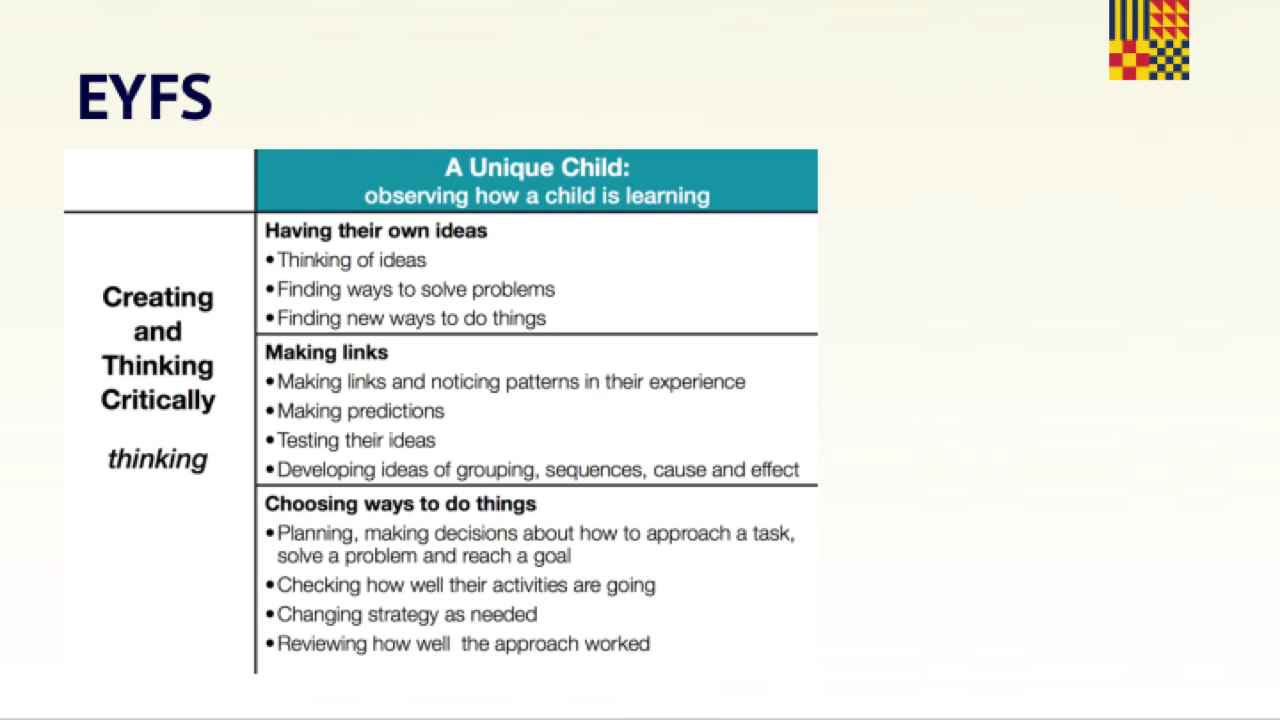 EYFS
A Unique Child:
observing how a child is learning
Creating
and
Thinking
Critically
thinking
Having their own ideas
•Thinking of ideas
•Finding ways to solve problems
•Finding new ways to do things
Making links
•Making links and noticing patterns in their experience
•Making predictions
•Testing their ideas
•Developing ideas of grouping, sequences, cause and effect
Choosing ways to do things
•Planning, making decisions about how to approach a task,
solve a problem and reach a goal
•Checking how well their activities are going
•Changing strategy as needed
•Reviewing how well  the approach worked